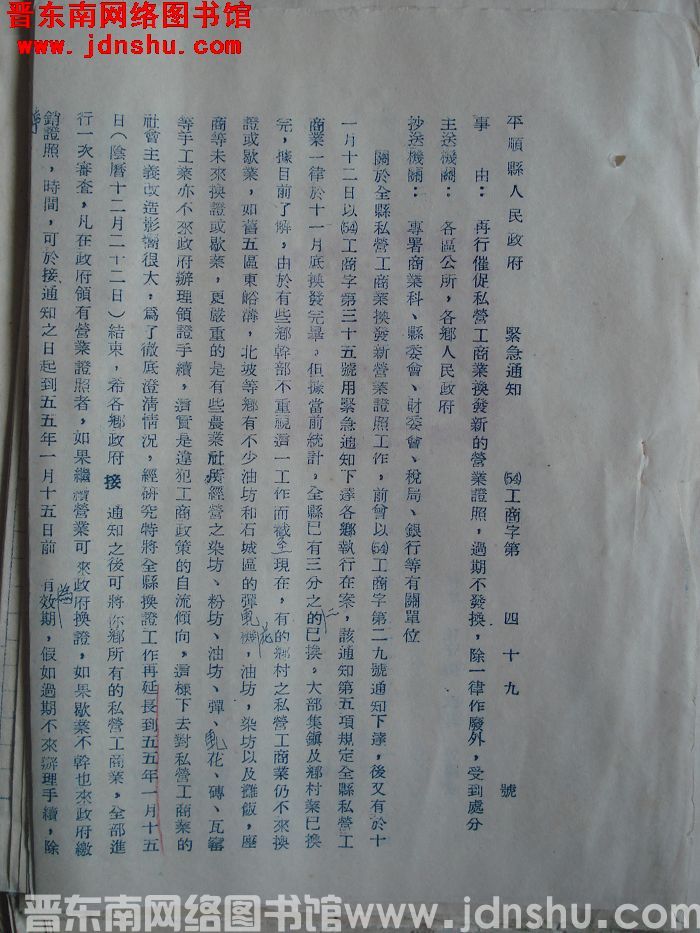 晋东南网络图书馆
www.jdnshu.com
平順縣人民政府 緊急通知 (54)工商字第 四十九 號
事 由: 再行催促私營工商業換發新的營業證照,過期不發換,除一律作廢外,受到處分
主送機關: 各區公所,各鄉人民政府
抄送機關: 專署商業科、縣委會、財委會、稅局、銀行等有關單位
關於全縣私營工商業換發新營業證照工作,前曾以(54)工商字第二九號通知下達,後又有於十
一月十二日以(54)工商字第三十五號用緊急通知下達各鄉執行在案,該通知第五項規定全縣私營工
商業一律於十一月底換發完畢。但據當前統計,全縣已有三分之二的已換,大部集鎮及鄉村業已換
完,據目前了解,由於有些鄉幹部不重視這一工作而截至現在,有的鄉村之私營工商業仍不來換
證或歇業,如舊五區東峪溝,北坡等鄉有不少油坊和石城區的彈軋花機,油坊,染坊以及攤飯,座
商等未來換證或歇業,更嚴重的是有些農業社所經營之染坊、粉坊、油坊、彈、軋花、磚、瓦窰
等手工業亦不來政府辦理領證手續,這實是違犯工商政策的自流傾向,這樣下去對私營工商業的
社會主義改造影響很大,爲了徹底澄清情況,經研究特將全縣換證工作再延長到五五年一月十五
日(陰曆十二月二十二日)結束,希各鄉政府接 通知之後可將你鄉所有的私營工商業,全部進
行一次審查,凡在政府領有營業證照者,如果繼續營業可來政府換證,如果歇業不幹也來政府繳
銷證照,時間,可於接通知之日起到五五年一月十五日前爲有效期,假如過期不來辦理手續,除
晋东南网络图书馆 www.jdnshu.com